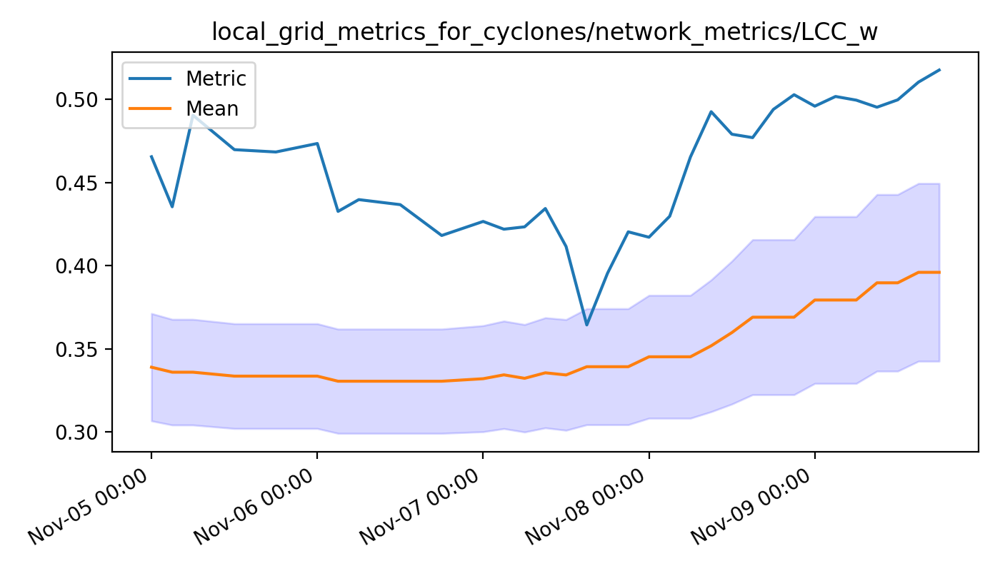 local_grid_metrics_for_cyclones/network_metrics/LCC_w
Metric
Mean
0.50
0.45
0.40
0.35
0.30
Nov-05 00:00
Nov-06 00:00
Nov-07 00:00
Nov-08 00:00
Nov-09 00:00